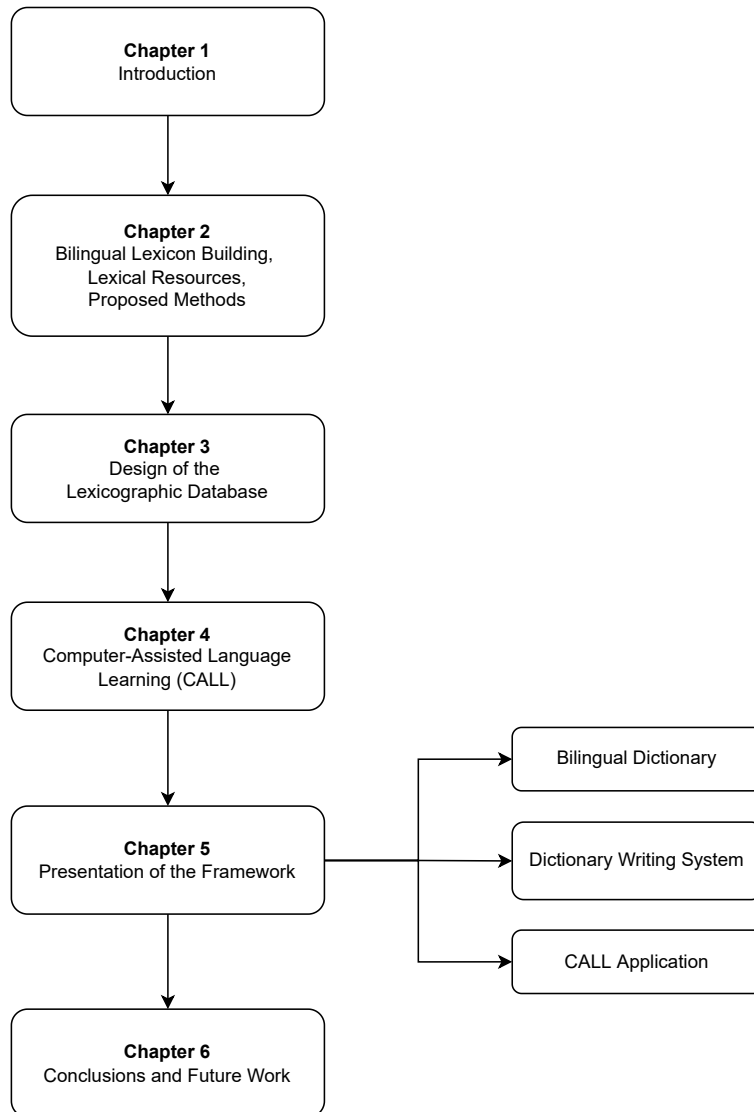 Chapter 1
Introduction
Chapter 2
Bilingual Lexicon Building,
Lexical Resources,
Proposed Methods
Chapter 3
Design of the
Lexicographic Database
Chapter 4
Computer-Assisted Language
Learning (CALL)
Chapter 5
Presentation of the Framework
Bilingual Dictionary
Dictionary Writing System
CALL Application
Chapter 6
Conclusions and Future Work